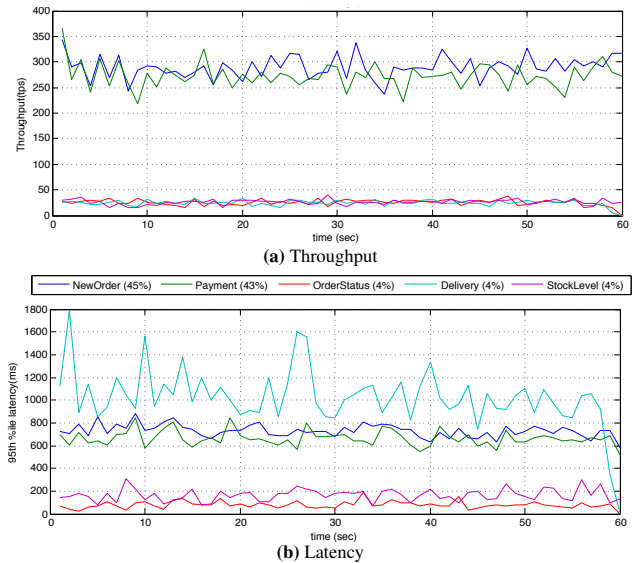 400
350
300
250
200
150
100
50
0
Throughput(tps)
0 10 20 30 40 50 60
time (sec)
(a) Throughput
NewOrder (45%) Payment (43%) OrderStatus (4%) Delivery (4%) StockLevel (4%)
1800
1600
1400
1200
1000
800
600
400
200
0
95th %ile latency(ms)
0 10 20 30 40 50 60
time (sec)
(b) Latency